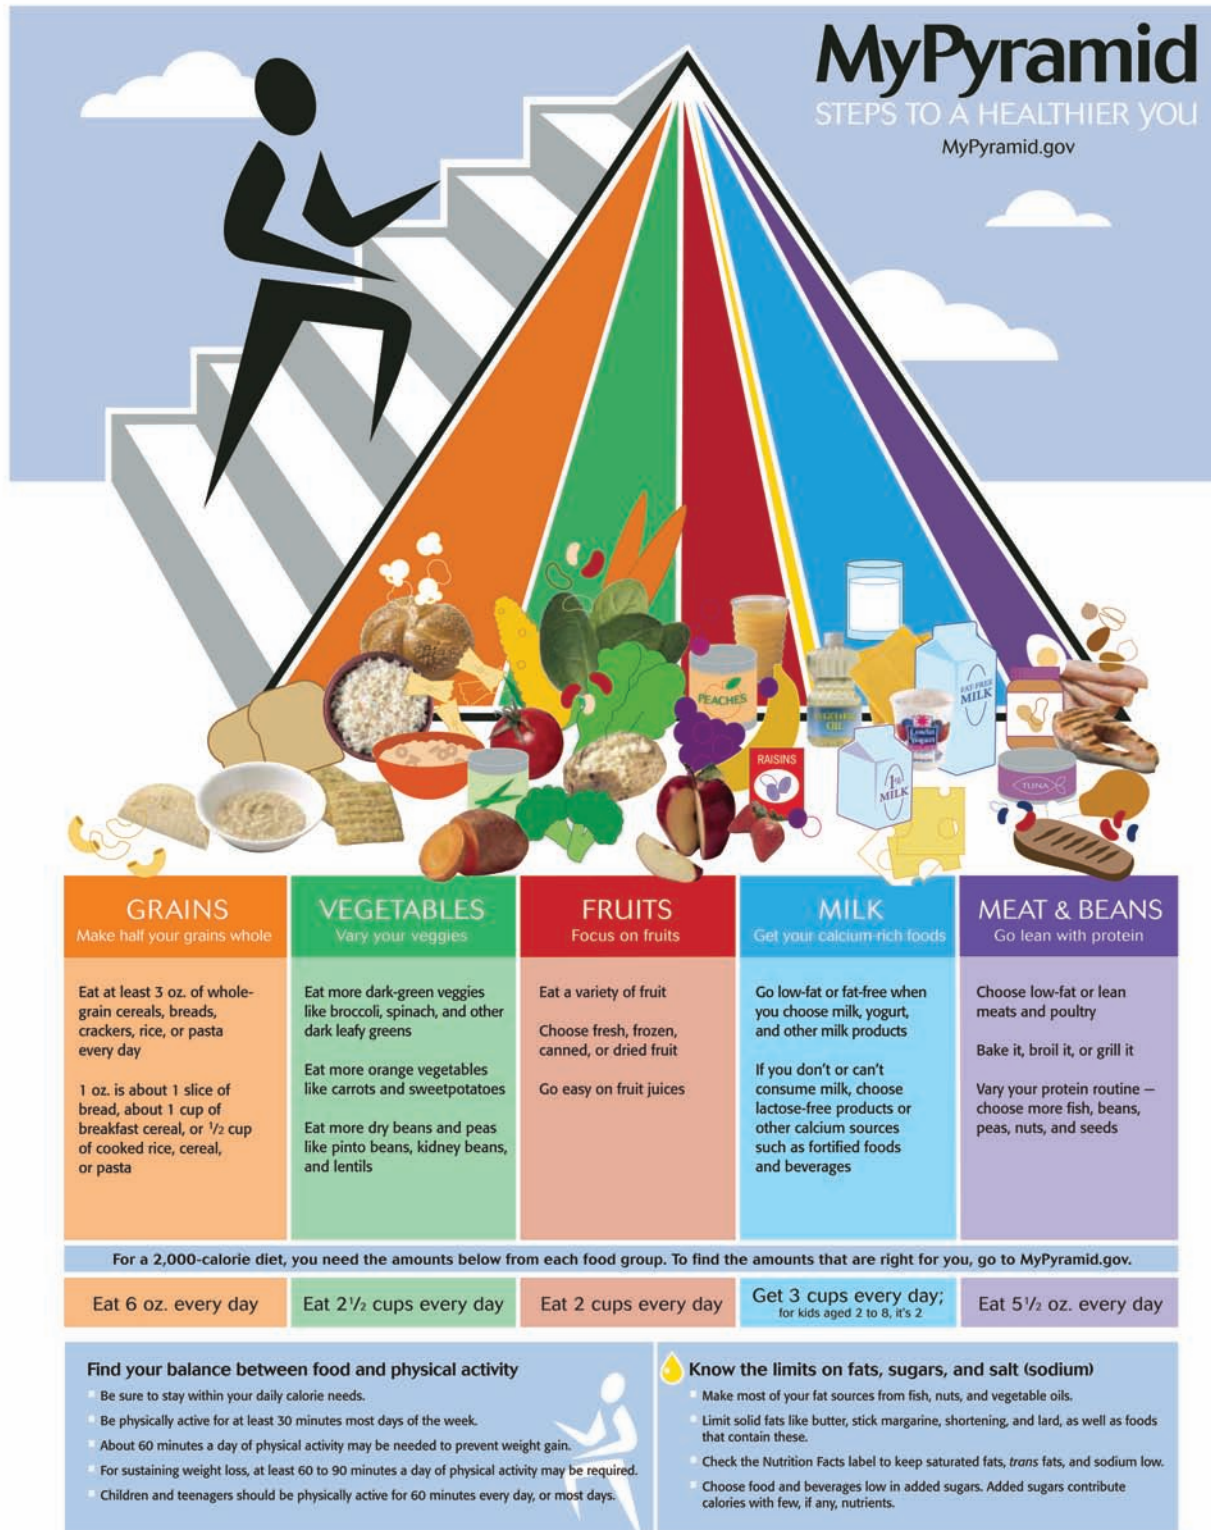 MyPyramid
STEPS TO A HEALTHIER YOU
MyPyramid.gov
PEACHES
VEGETABLE
OIL
FAT FREE
MILK
Lowfat
Yogurt
RAISINS
1%
MILK
TUNA
GRAINS
Make half your grains whole
VEGETABLES
Vary your veggies
FRUITS
Focus on fruits
MILK
Get your calcium-rich foods
MEAT & BEANS
Go lean with protein
Eat at least 3 oz. of whole-
grain cereals, breads,
crackers, rice, or pasta
every day
1 oz. is about 1 slice of
bread, about 1 cup of
breakfast cereal, or 1/2 cup
of cooked rice, cereal,
or pasta
Eat more dark-green veggies
like broccoli, spinach, and other
dark leafy greens
Eat more orange vegetables
like carrots and sweetpotatoes
Eat more dry beans and peas
like pinto beans, kidney beans,
and lentils
Eat a variety of fruit
Choose fresh, frozen,
canned, or dried fruit
Go easy on fruit juices
Go low-fat or fat-free when
you choose milk, yogurt,
and other milk products
If you don't or can't
consume milk, choose
lactose-free products or
other calcium sources
such as fortified foods
and beverages
Choose low-fat or lean
meats and poultry
Bake it, broil it, or grill it
Vary your protein routine —
choose more fish, beans,
peas, nuts, and seeds
For a 2,000-calorie diet, you need the amounts below from each food group. To find the amounts that are right for you, go to MyPyramid.gov.
Eat 6 oz. every day
Eat 2 1/2 cups every day
Eat 2 cups every day
Get 3 cups every day;
for kids aged 2 to 8, it's 2
Eat 5 1/2 oz. every day
Find your balance between food and physical activity
Be sure to stay within your daily calorie needs.
Be physically active for at least 30 minutes most days of the week.
About 60 minutes a day of physical activity may be needed to prevent weight gain.
For sustaining weight loss, at least 60 to 90 minutes a day of physical activity may be required.
Children and teenagers should be physically active for 60 minutes every day, or most days.
Know the limits on fats, sugars, and salt (sodium)
Make most of your fat sources from fish, nuts, and vegetable oils.
Limit solid fats like butter, stick margarine, shortening, and lard, as well as foods
that contain these.
Check the Nutrition Facts label to keep saturated fats, trans fats, and sodium low.
Choose food and beverages low in added sugars. Added sugars contribute
calories with few, if any, nutrients.